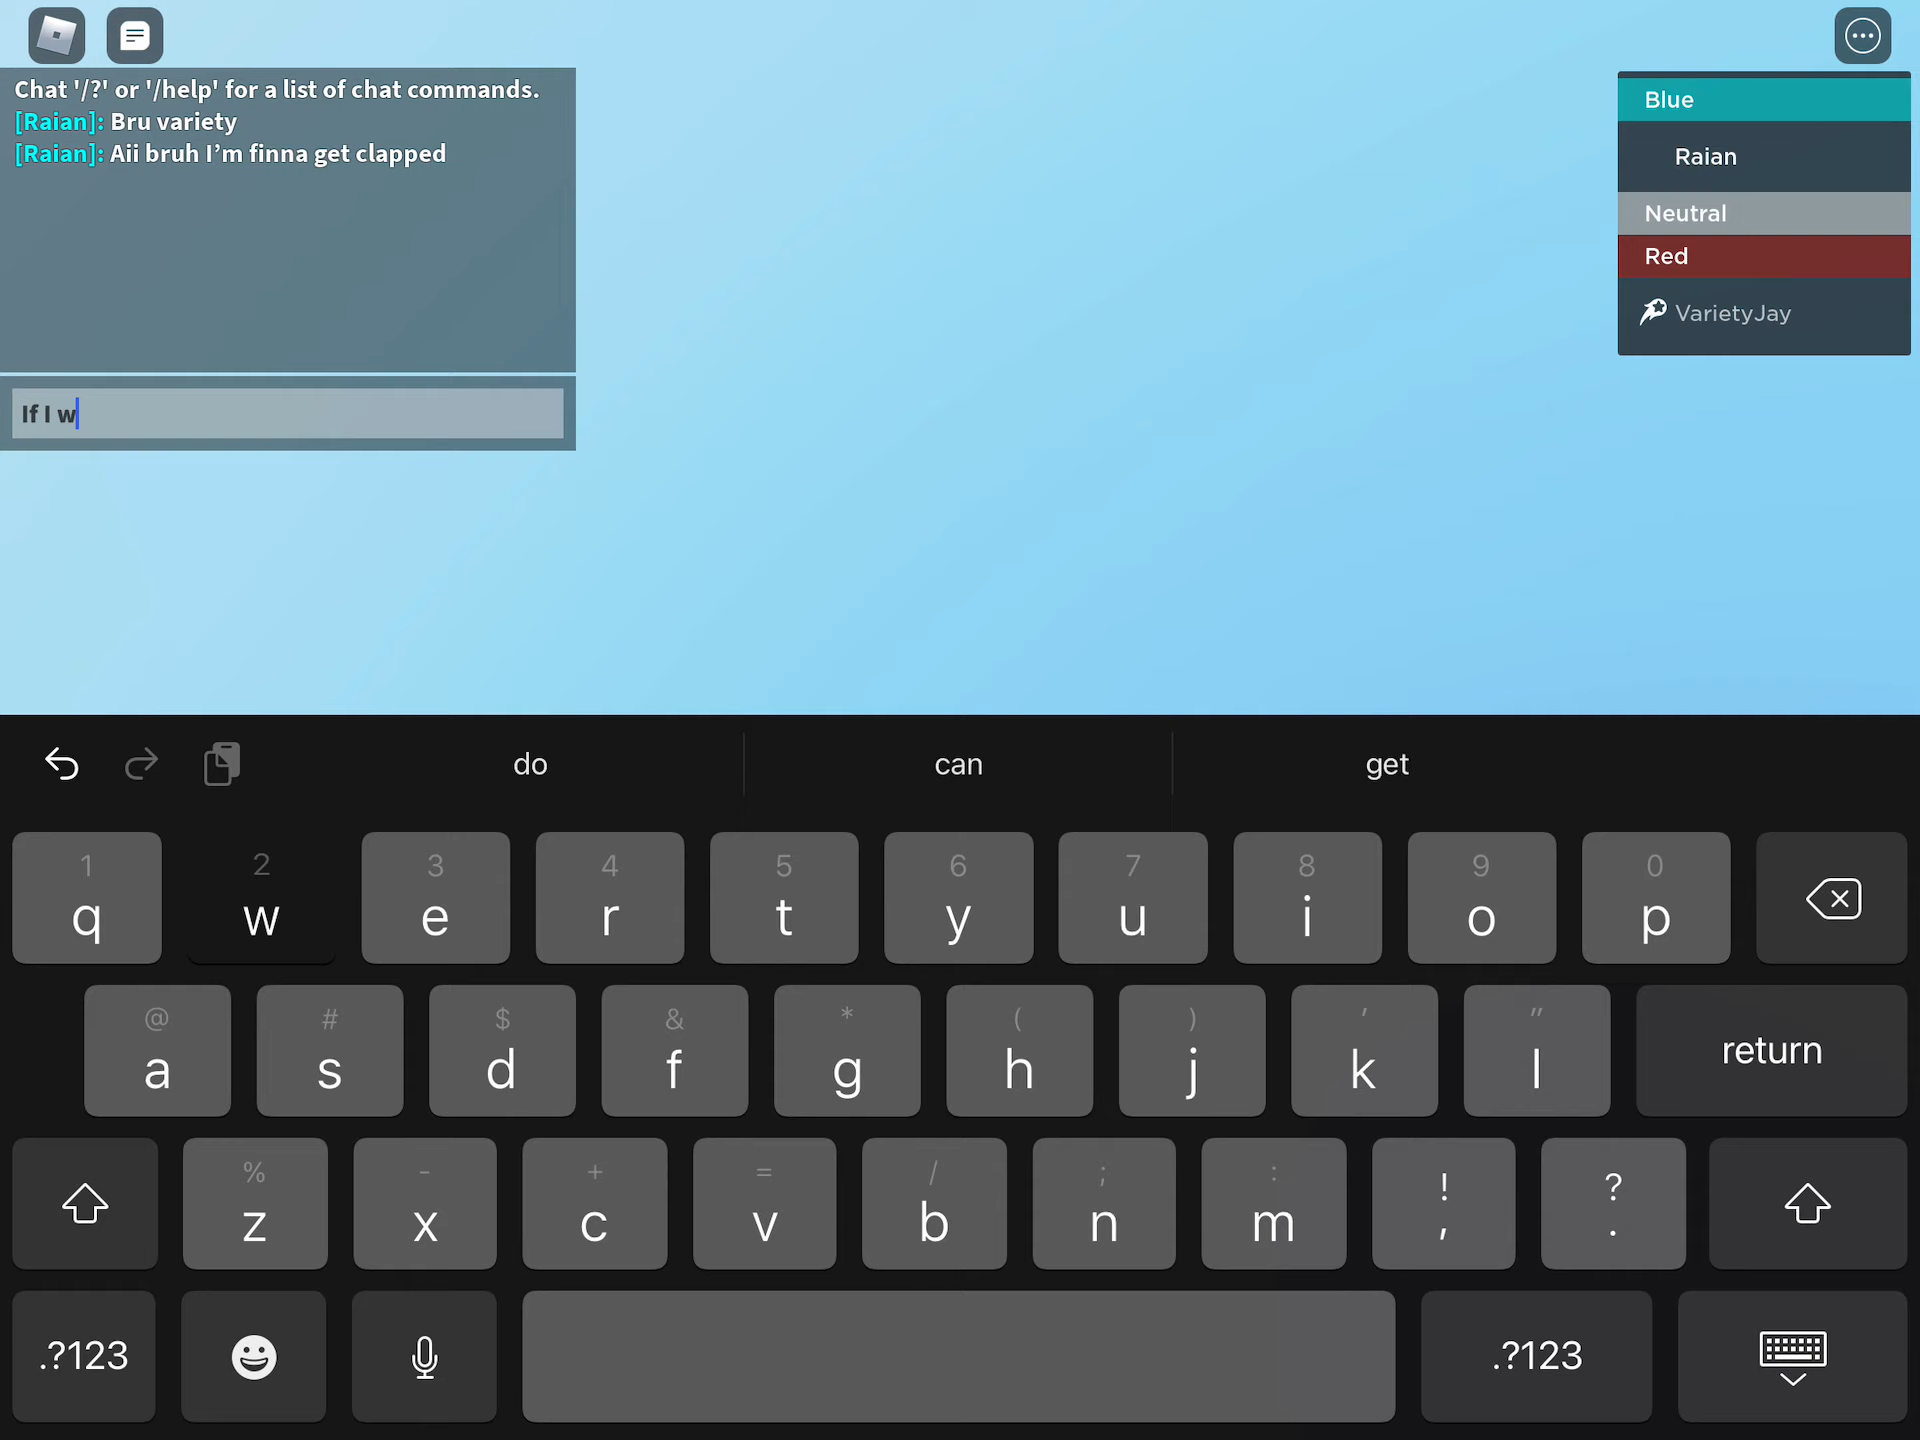 Chat '/?' or '/help' for a list of chat commands.
[Raian]: Bru variety
[Raian]: Aii bruh I’m finna get clapped
If I w
Blue
Raian
Neutral
Red
VarietyJay
do can get
1 2 3 4 5 6 7 8 9 0
q w e r t y u i o p
@ # $ & * ( ) ' "
a s d f g h j k l return
% - + = / ; : ! ?
z x c v b n m , .
.?123 .?123